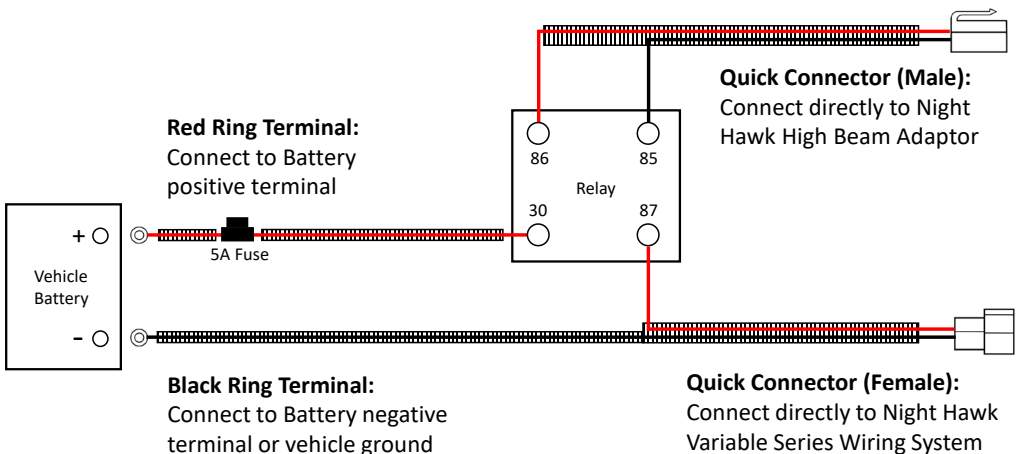 Quick Connector (Male):
Connect directly to Night
Hawk High Beam Adaptor
Red Ring Terminal:
Connect to Battery
positive terminal
86
85
Relay
30
87
+
5A Fuse
Vehicle
Battery
-
Black Ring Terminal:
Connect to Battery negative
terminal or vehicle ground
Quick Connector (Female):
Connect directly to Night Hawk
Variable Series Wiring System